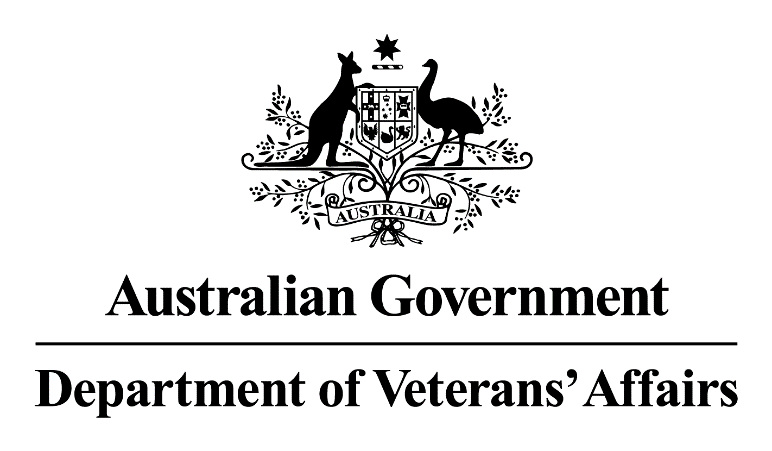 AUSTRALIA
Australian Government
Department of Veterans’ Affairs